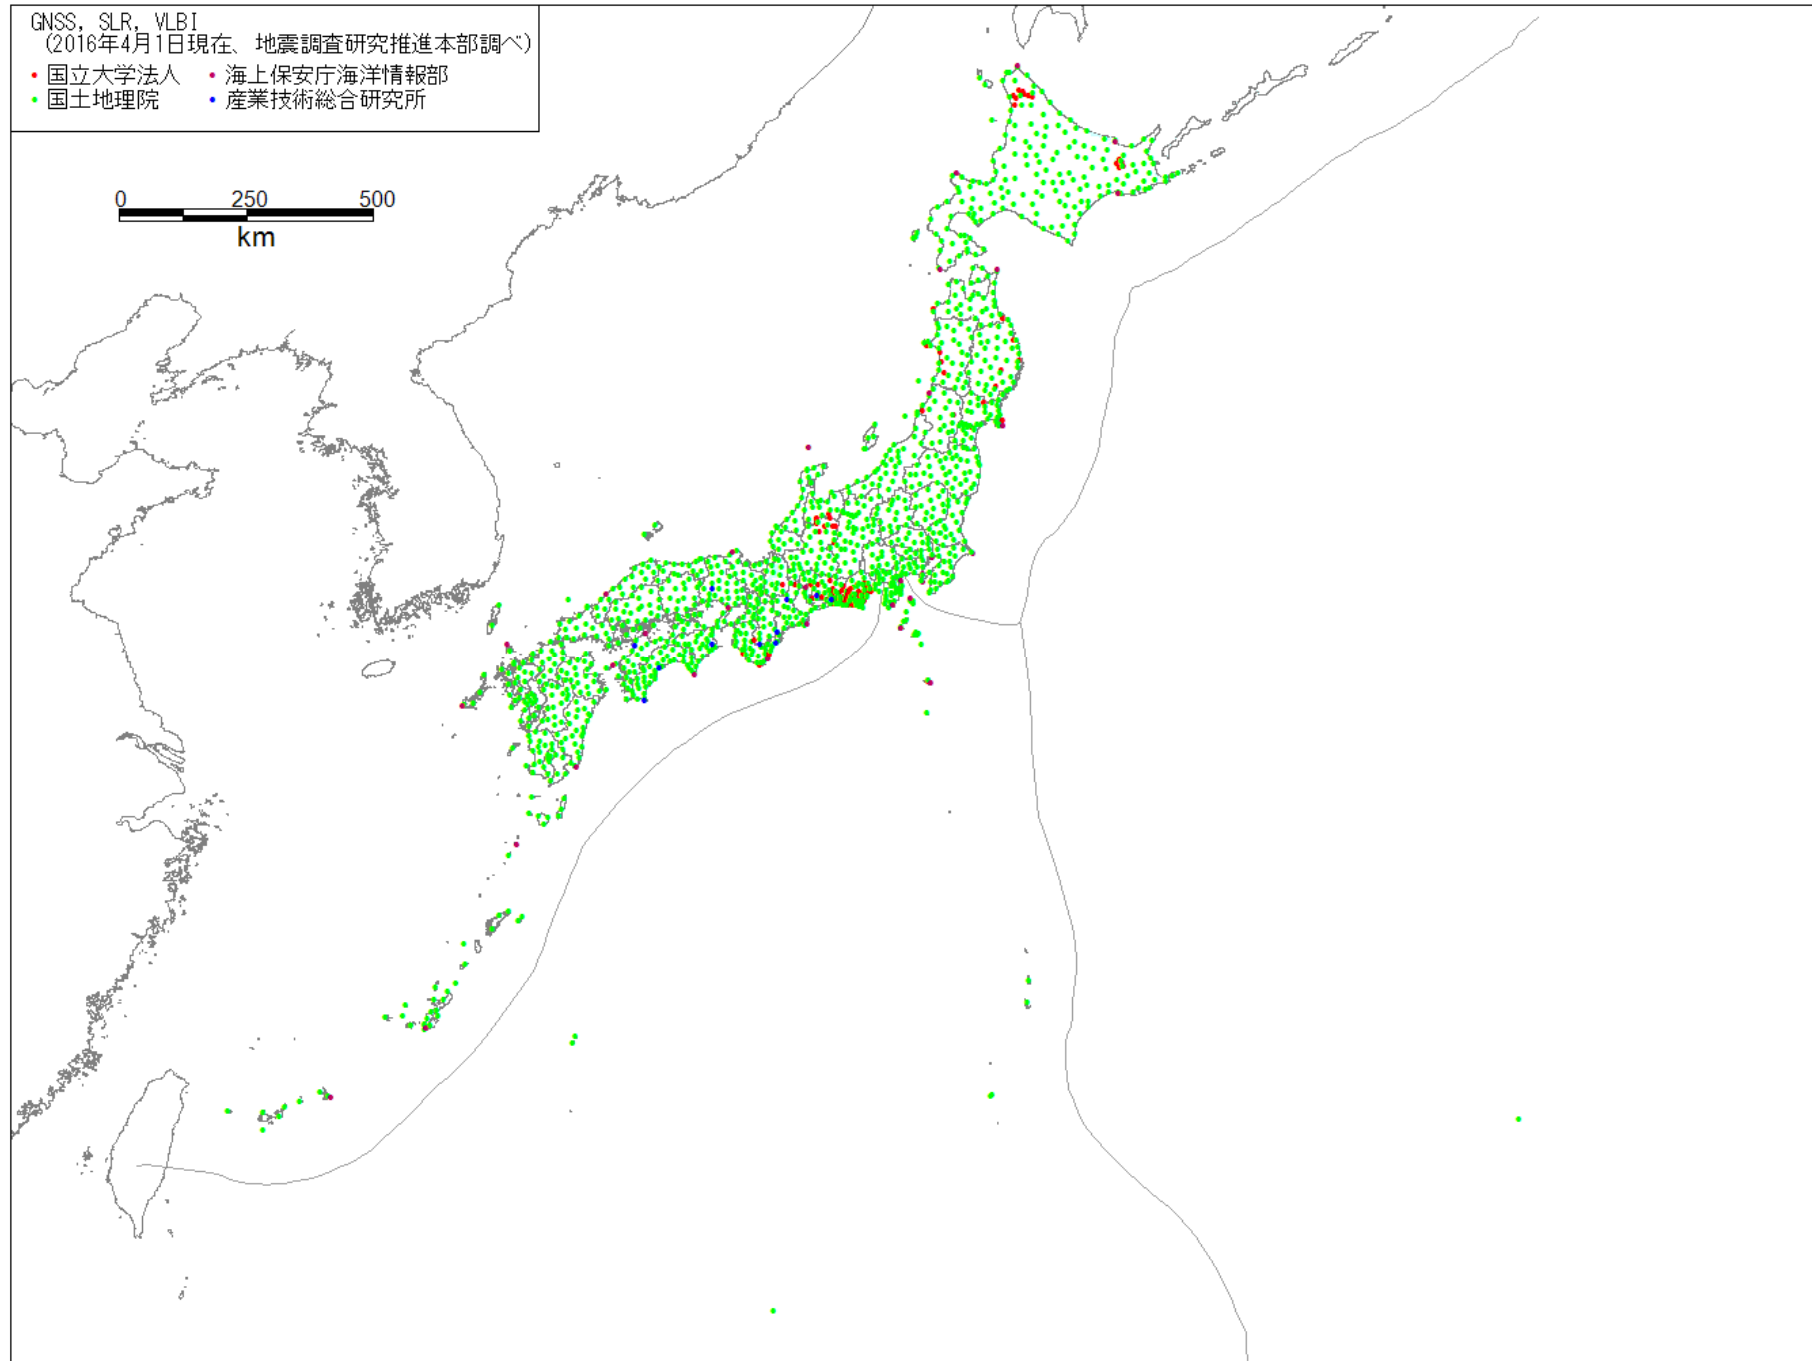 GNSS, SLR, VLBI
(2016年4月1日現在、地震調査研究推進本部調べ)
国立大学法人 海上保安庁海洋情報部
国土地理院 産業技術総合研究所
0 250 500
km